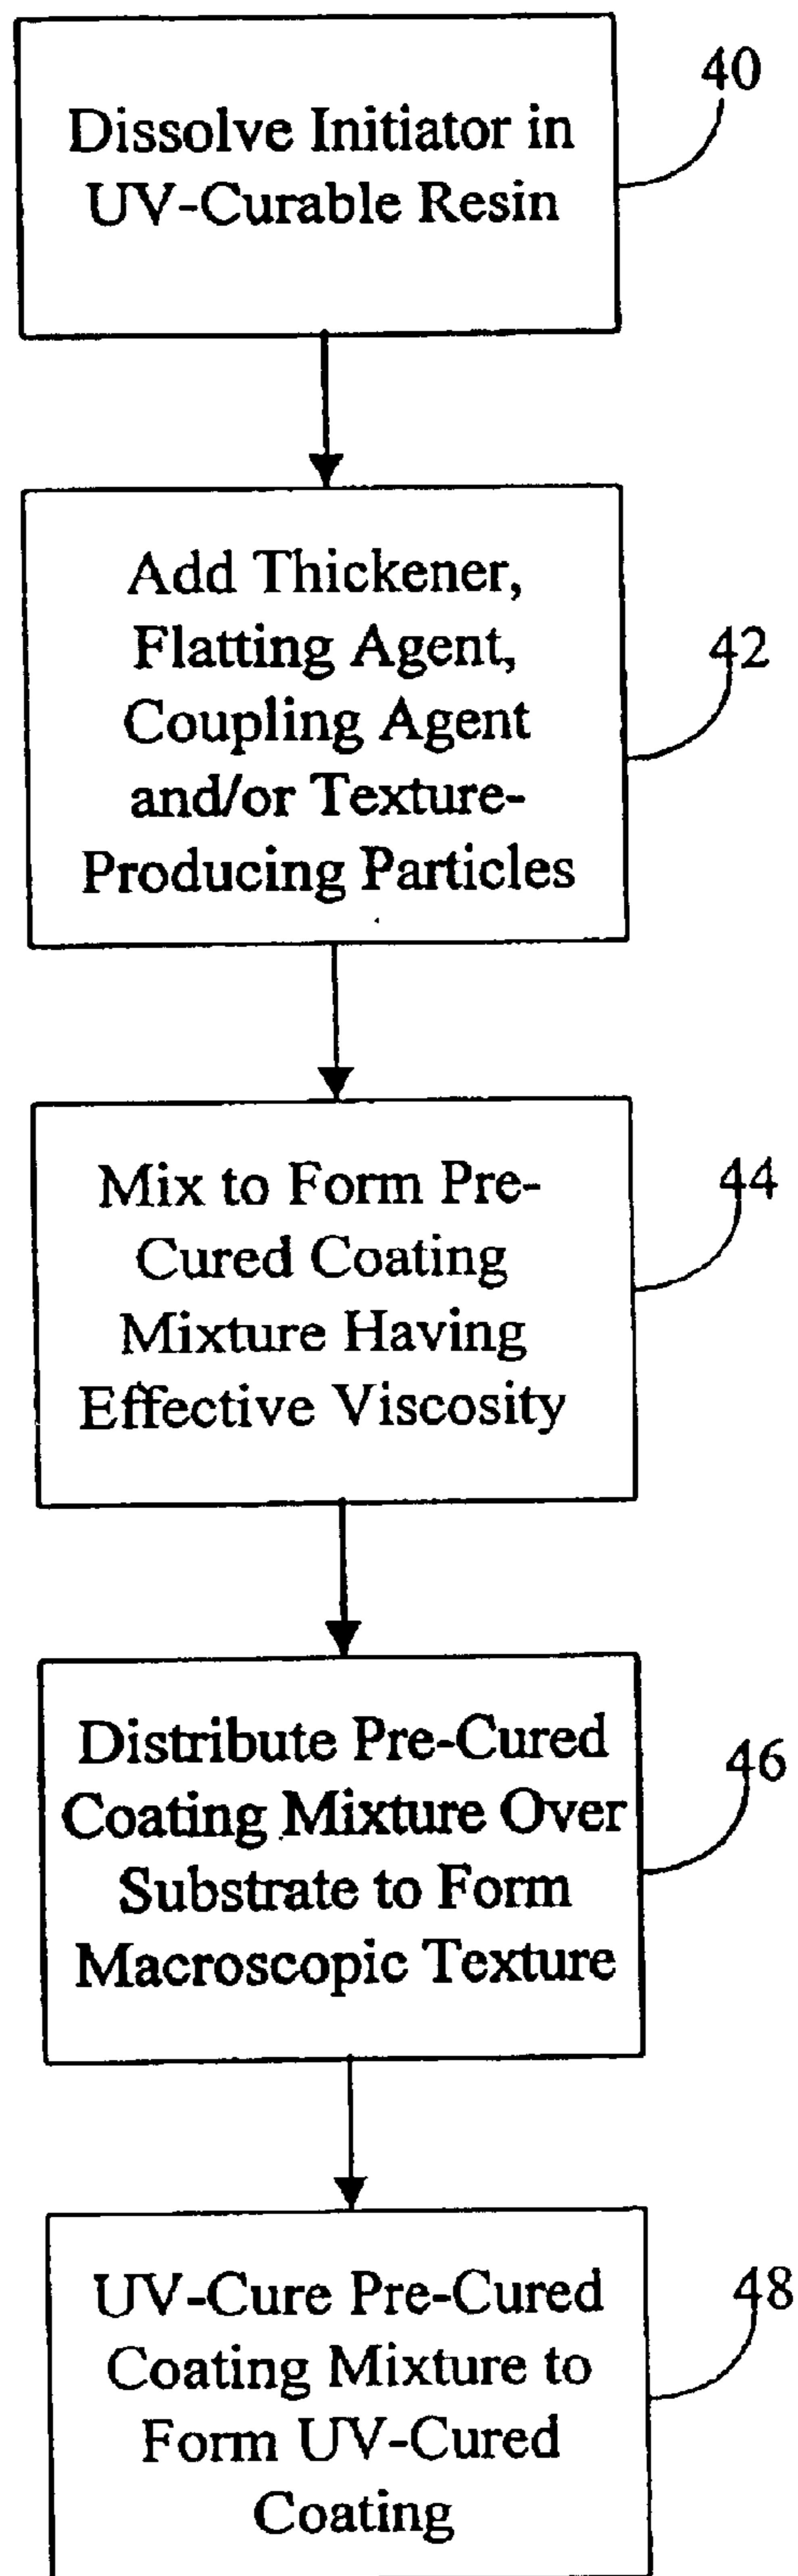 40
Dissolve Initiator in
UV-Curable Resin
Add Thickener,
Flatting Agent,
42
Coupling Agent
and/or Texture-
Producing Particles
Mix to Form Pre-
44
Cured Coating
Mixture Having
Effective Viscosity
Distribute Pre-Cured
46
Coating Mixture Over
Substrate to Form
Macroscopic Texture
UV-Cure Pre-Cured
48
Coating Mixture to
Form UV-Cured
Coating